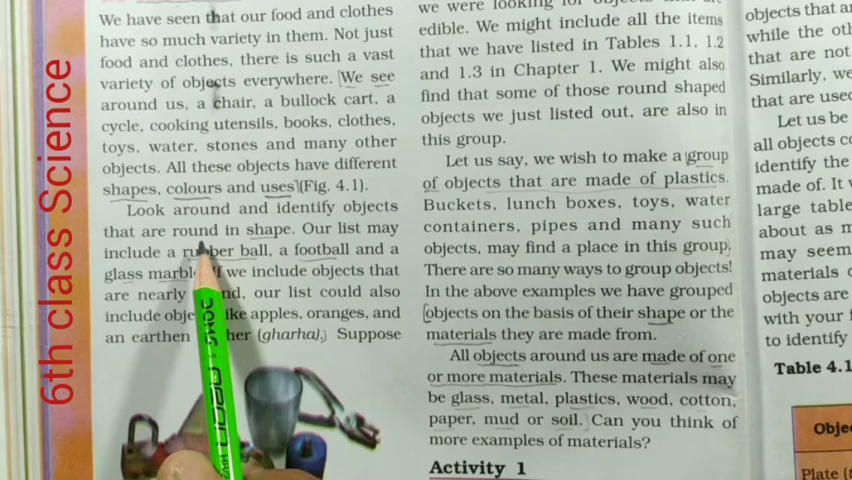 6th class Science
We have seen that our food and clothes
have so much variety in them. Not just
food and clothes, there is such a vast
variety of objects everywhere. We see
around us, a chair, a bullock cart, a
cycle, cooking utensils, books, clothes,
toys, water, stones and many other
objects. All these objects have different
shapes, colours and uses (Fig. 4.1).
Look around and identify objects
that are round in shape. Our list may
include a rubber ball, a football and a
glass marble. If we include objects that
are nearly round, our list could also
include like apples, oranges, and
an earthen (gharha). Suppose
we were looking for
edible. We might include all the items
that we have listed in Tables 1.1, 1.2
and 1.3 in Chapter 1. We might also
find that some of those round shaped
objects we just listed out, are also in
this group.
Let us say, we wish to make a group
of objects that are made of plastics.
Buckets, lunch boxes, toys, water
containers, pipes and many such
objects, may find a place in this group.
There are so many ways to group objects!
In the above examples we have grouped
objects on the basis of their shape or the
materials they are made from.
All objects around us are made of one
or more materials. These materials may
be glass, metal, plastics, wood, cotton,
paper, mud or soil. Can you think of
more examples of materials?
Activity 1
objects that
while the
that are not
Similarly, we
that are used
Let us be
all objects
identify the
made of. It
large table
about as
may seem
materials
objects are
with your
to identify
Table 4.1
Plate